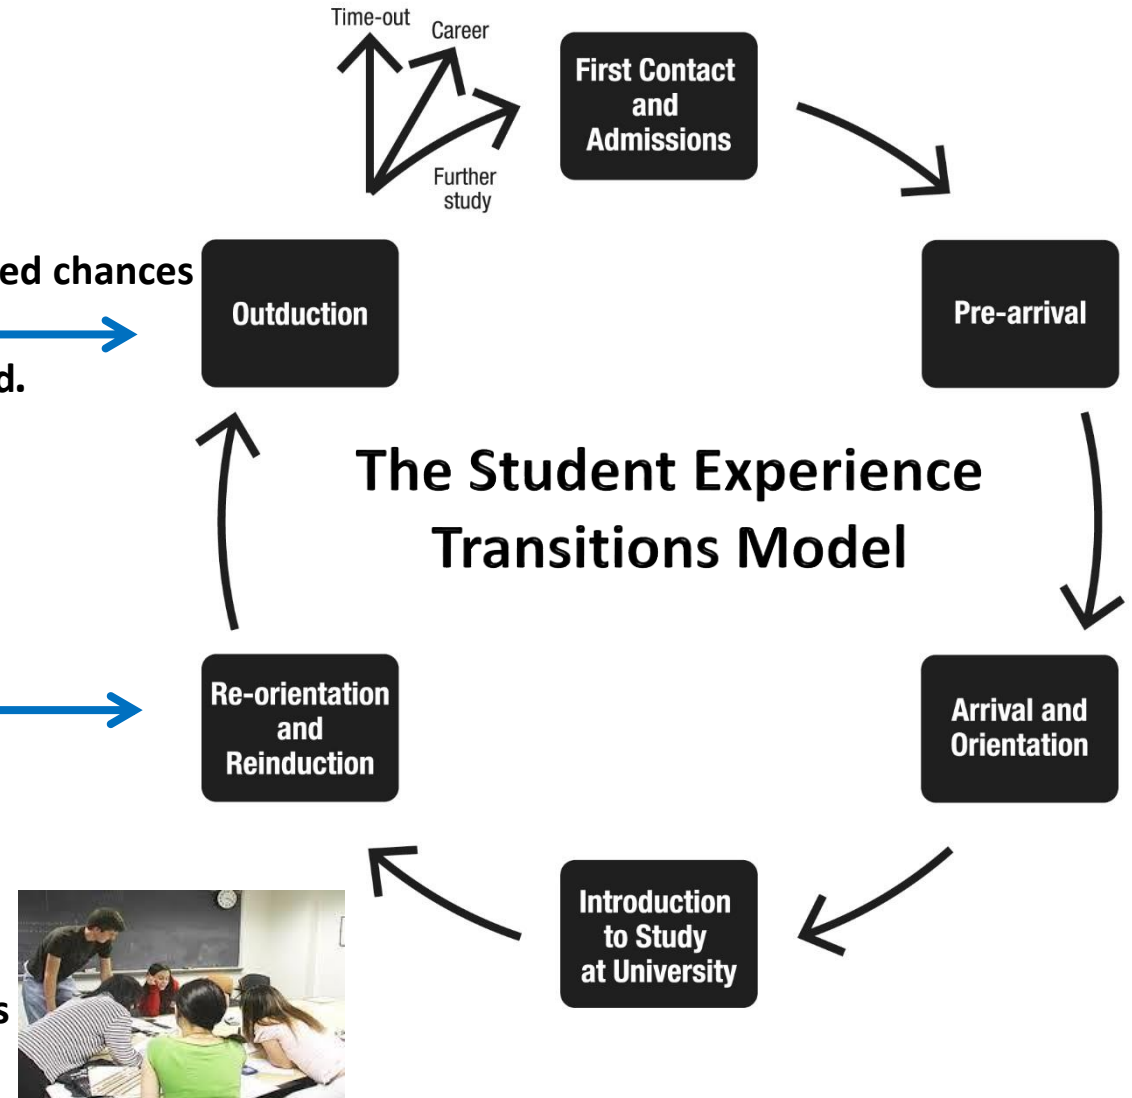 Time-out
Career
Further
study
First Contact
and
Admissions
Pre-arrival
Arrival and
Orientation
Introduction
to Study
at University
Re-orientation
and
Reinduction
Outduction
The Student Experience
Transitions Model
ed chances
d.
s